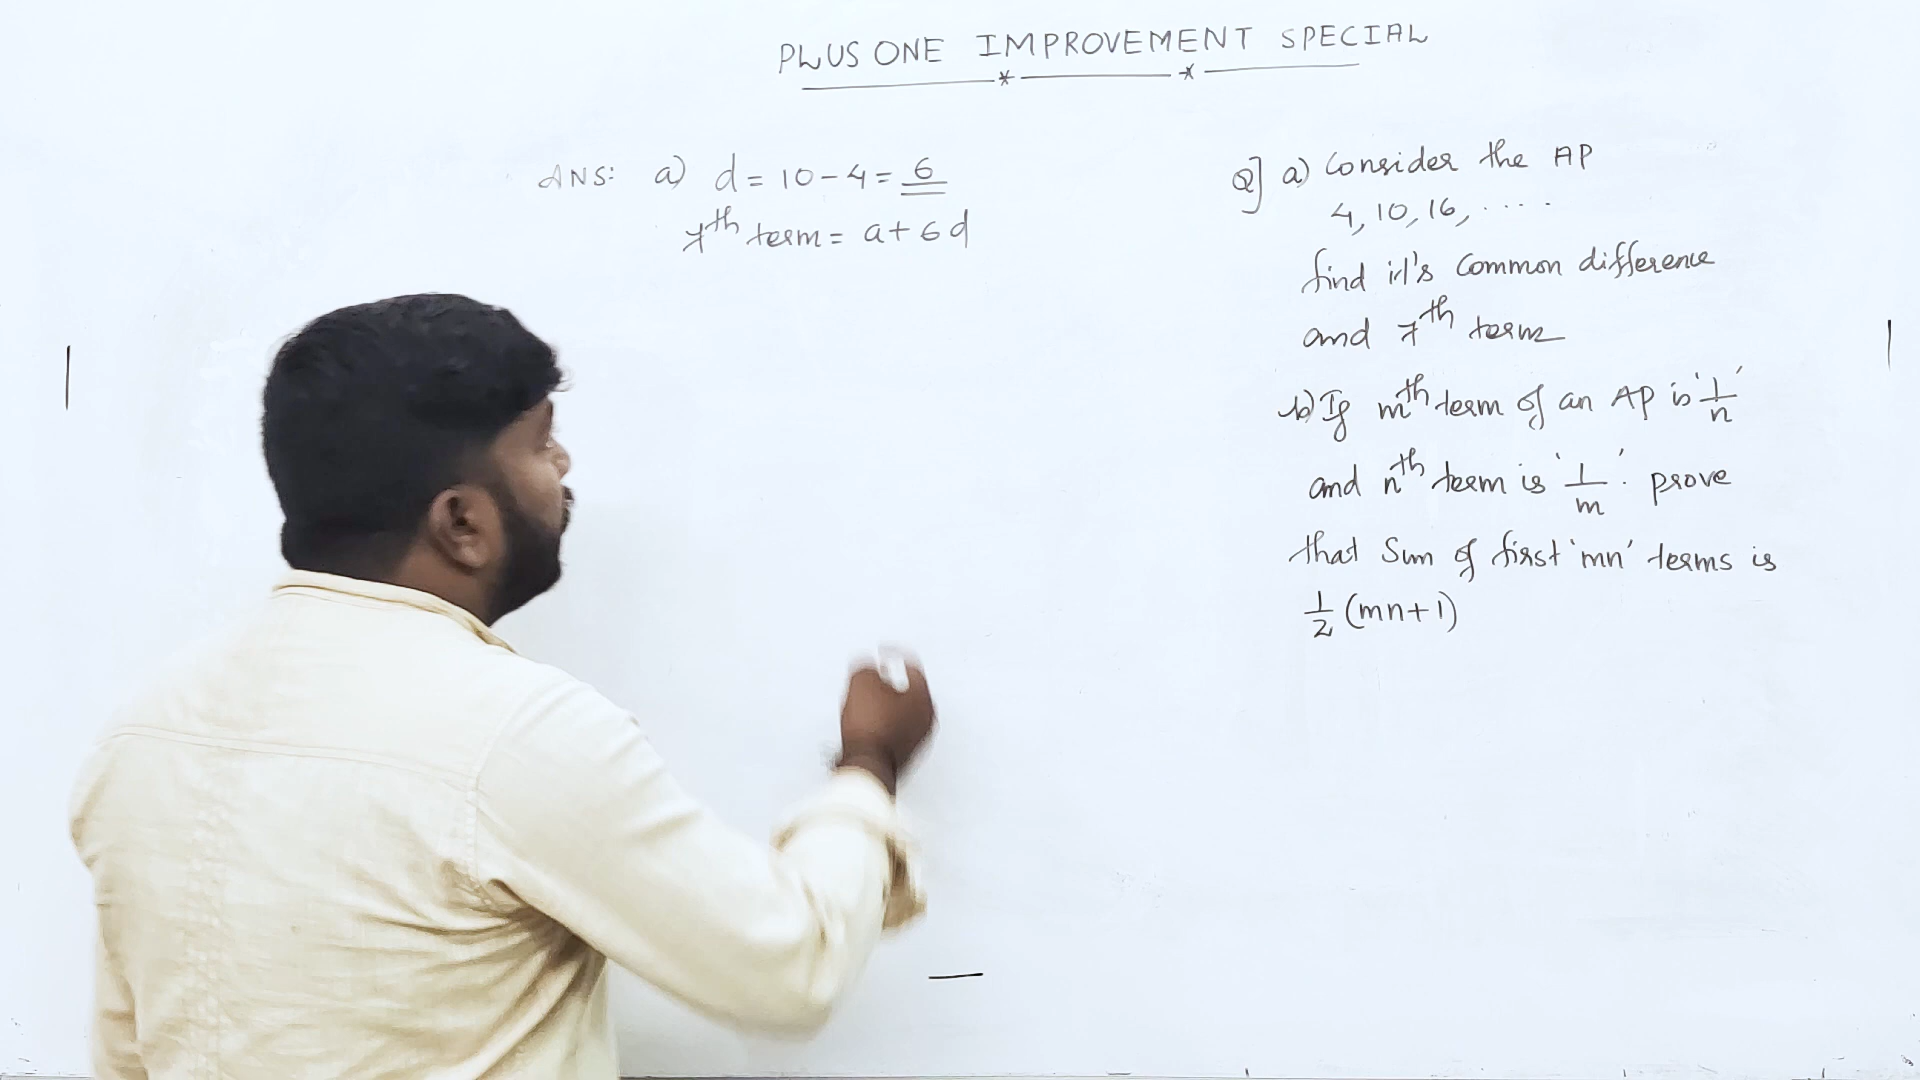 PLUS ONE IMPROVEMENT SPECIAL
ANS: a) d = 10 - 4 = 6
7th term = a + 6d
Q] a) Consider the AP
4, 10, 16, .....
find it's Common difference
and 7th term
b) If mth term of an AP is '1/n'
and nth term is '1/m'. prove
that Sum of first 'mn' terms is
1/2 (mn+1)